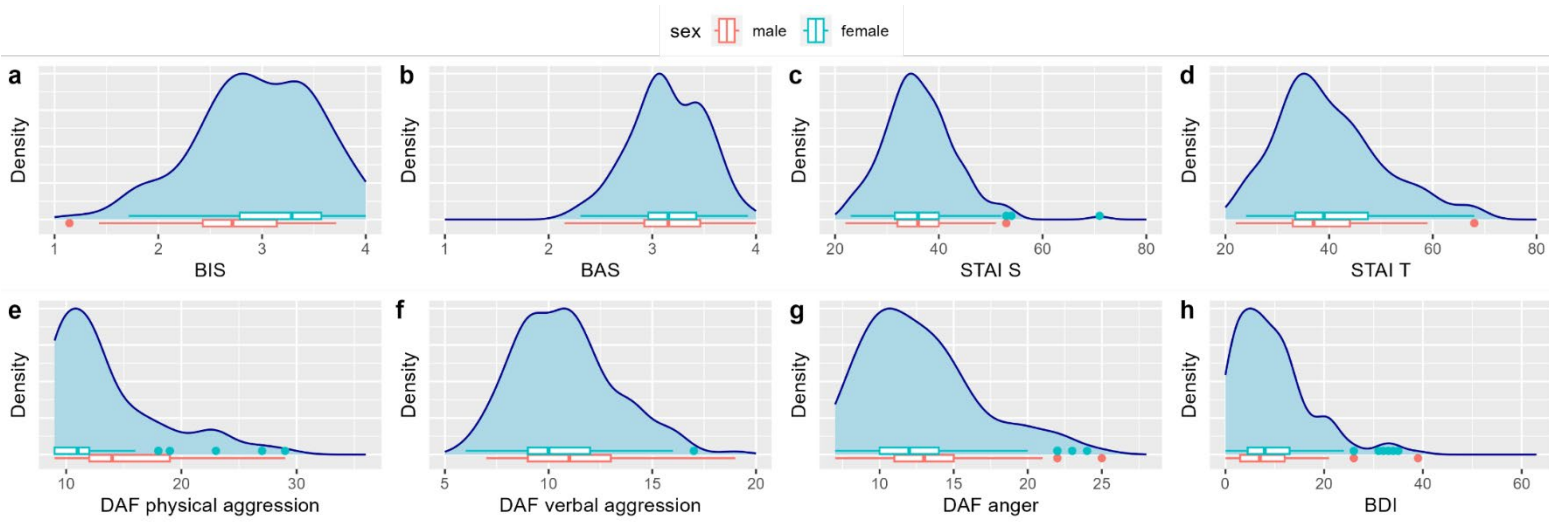 sex male female
a b c d
Density Density Density Density
1 2 3 4 1 2 3 4 20 40 60 80 20 40 60 80
BIS BAS STAI S STAI T
e f g h
Density Density Density Density
10 20 30 5 10 15 20 10 15 20 25 0 20 40 60
DAF physical aggression DAF verbal aggression DAF anger BDI